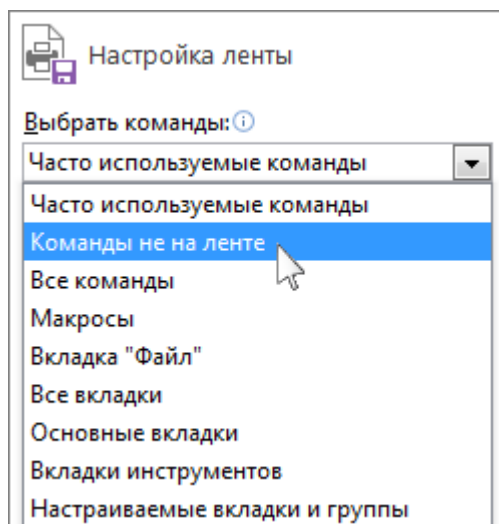 Настройка ленты
Выбрать команды:
Часто используемые команды
Часто используемые команды
Команды не на ленте
Все команды
Макросы
Вкладка "Файл"
Все вкладки
Основные вкладки
Вкладки инструментов
Настраиваемые вкладки и группы